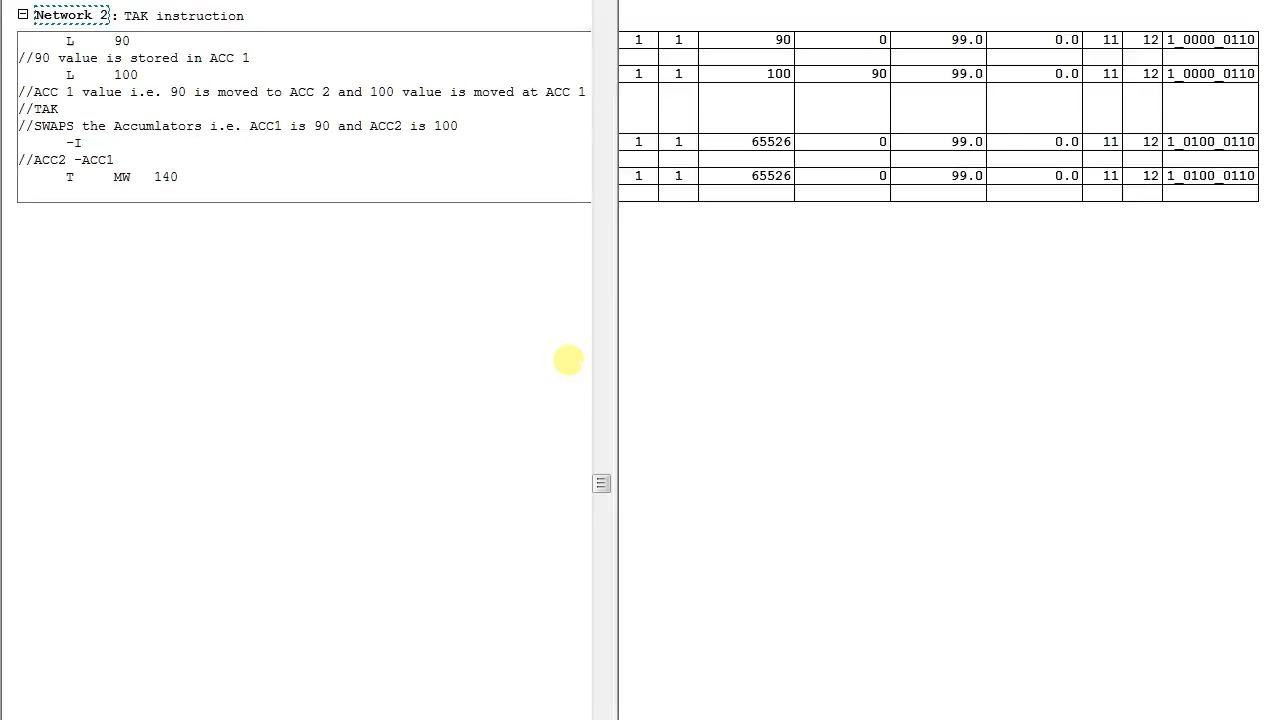 Network 2: TAK instruction
L 90 1 1 90 0 99.0 0.0 11 12 1_0000_0110
//90 value is stored in ACC 1
L 100 1 1 100 90 99.0 0.0 11 12 1_0000_0110
//ACC 1 value i.e. 90 is moved to ACC 2 and 100 value is moved at ACC 1
//TAK
//SWAPS the Accumlators i.e. ACC1 is 90 and ACC2 is 100
-I 1 1 65526 0 99.0 0.0 11 12 1_0100_0110
//ACC2 -ACC1
T MW 140 1 1 65526 0 99.0 0.0 11 12 1_0100_0110